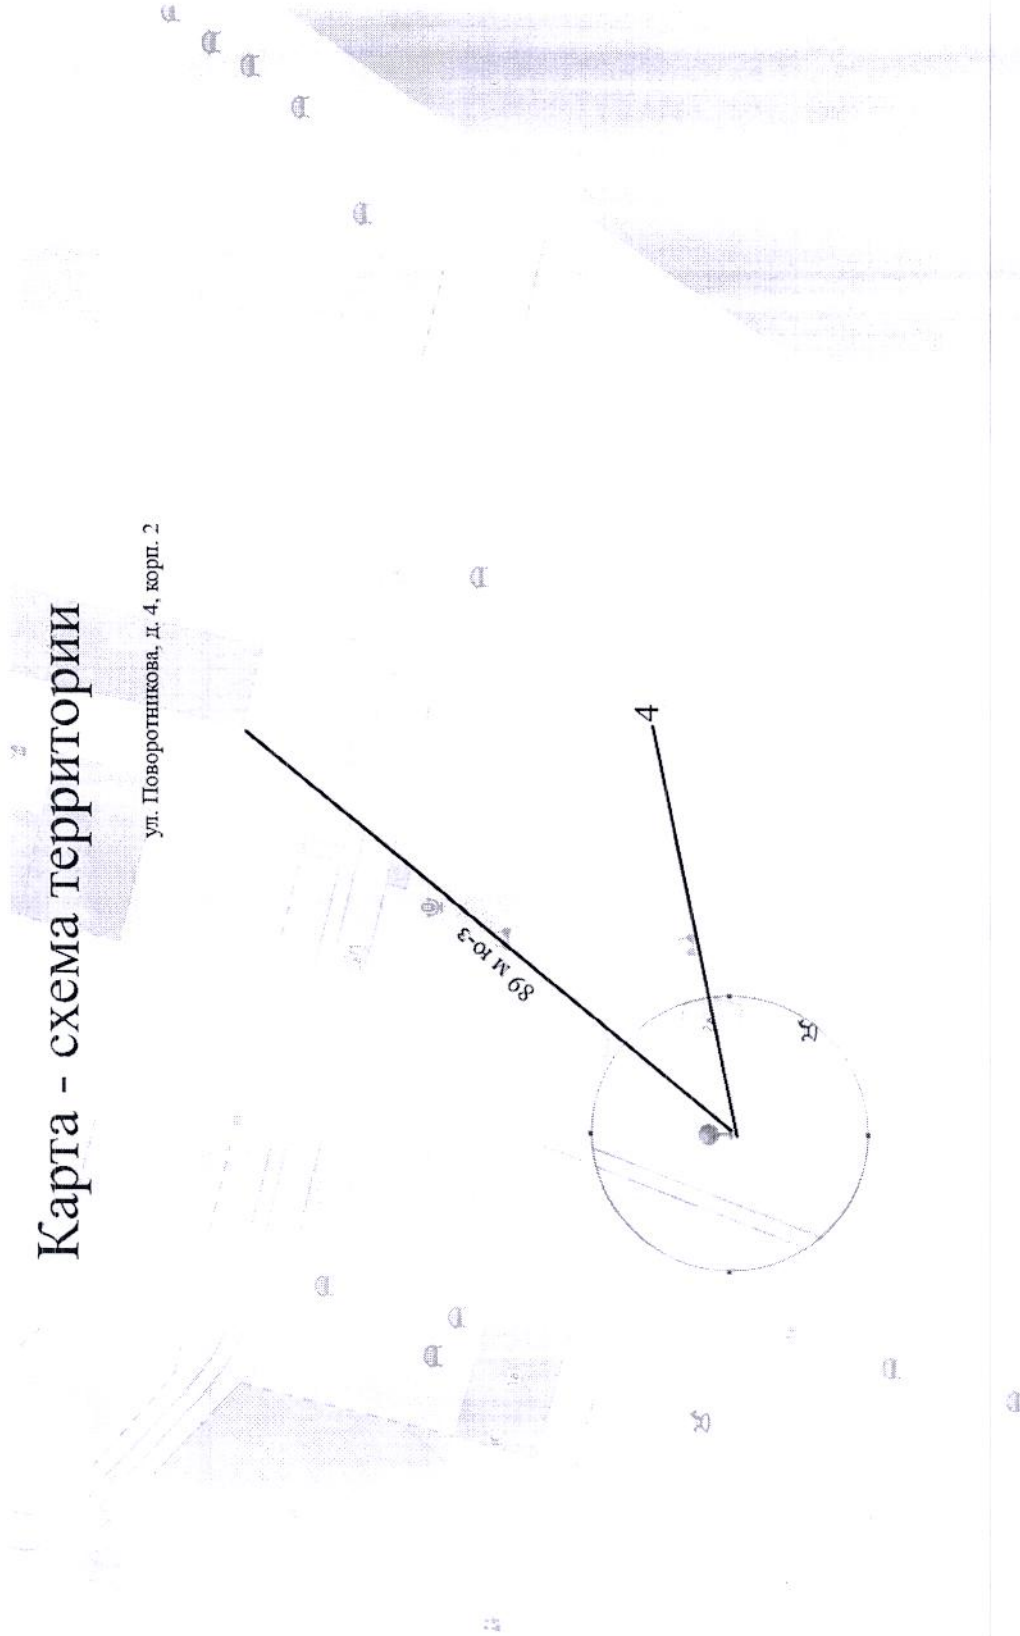 Карта - схема территории
ул. Поворотникова, д. 4, корп. 2
89 м ю-з
4